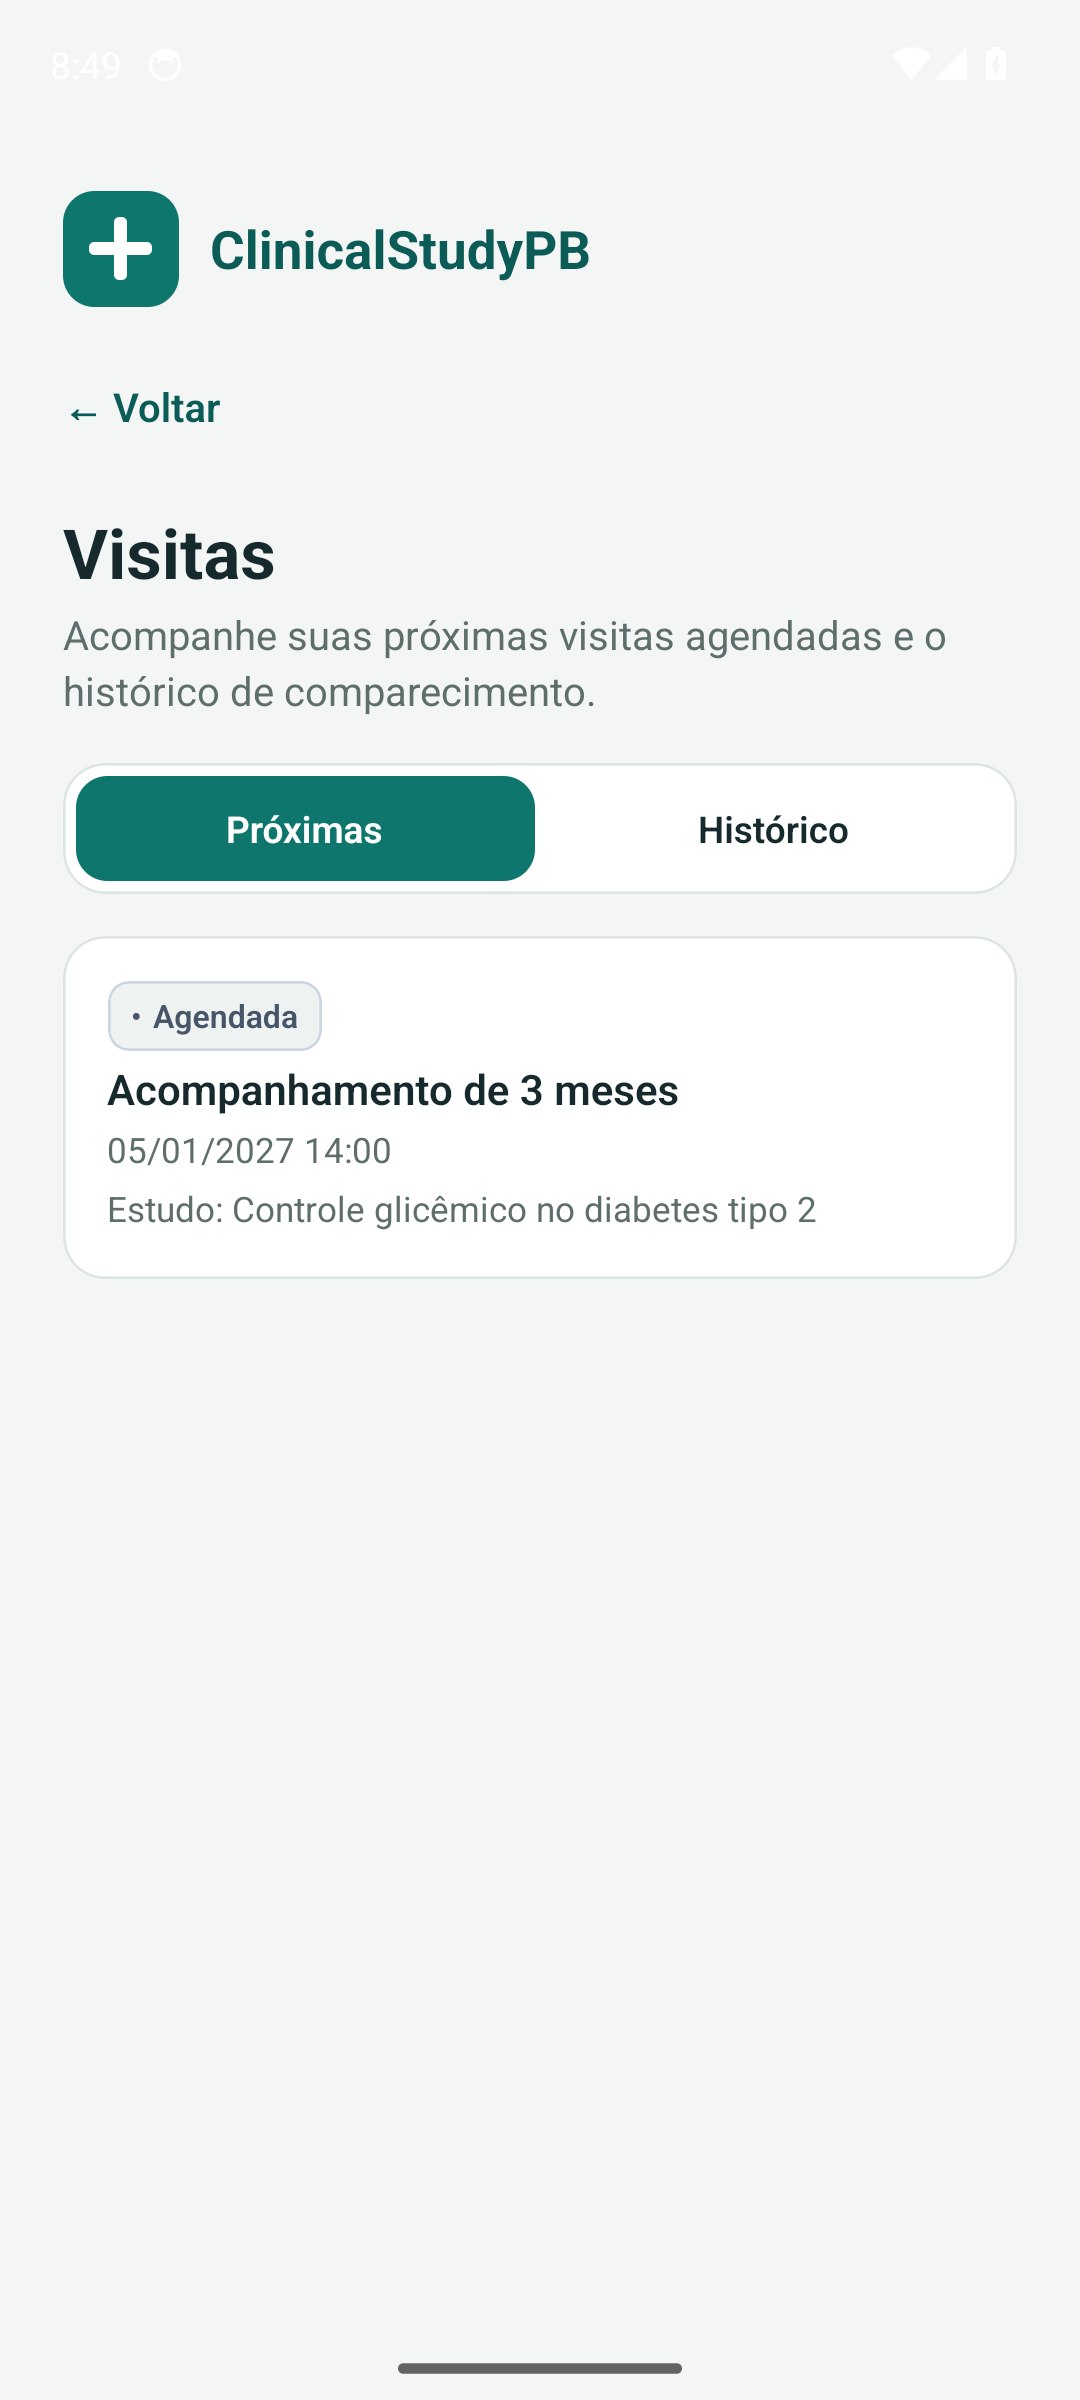 8:49
ClinicalStudyPB
← Voltar
Visitas
Acompanhe suas próximas visitas agendadas e o
histórico de comparecimento.
Próximas
Histórico
• Agendada
Acompanhamento de 3 meses
05/01/2027 14:00
Estudo: Controle glicêmico no diabetes tipo 2